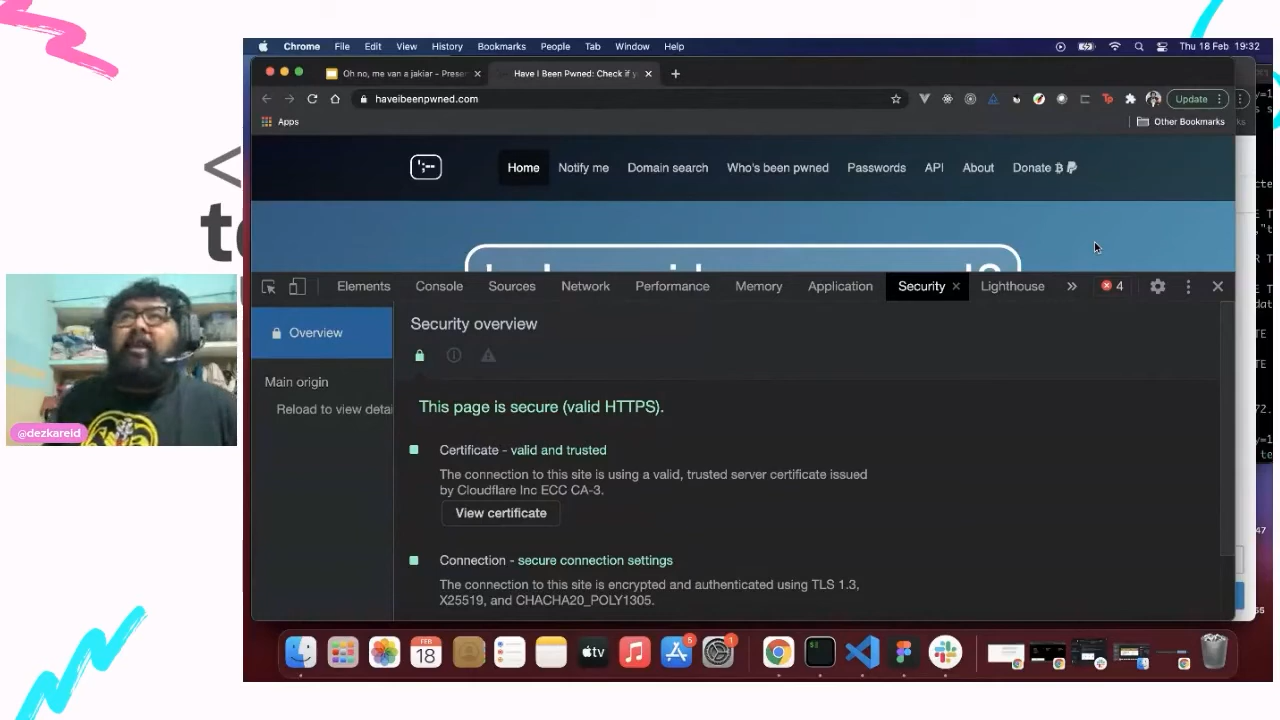 Chrome File Edit View History Bookmarks People Tab Window Help Thu 18 Feb 19:32
Oh no, me van a jakiar - Prese Have I Been Pwned: Check if y
haveibeenpwned.com Update
Apps Other Bookmarks
Home Notify me Domain search Who's been pwned Passwords API About Donate
Elements Console Sources Network Performance Memory Application Security Lighthouse 4
Overview
Security overview
Main origin
Reload to view detai
This page is secure (valid HTTPS).
Certificate - valid and trusted
The connection to this site is using a valid, trusted server certificate issued
by Cloudflare Inc ECC CA-3.
View certificate
Connection - secure connection settings
The connection to this site is encrypted and authenticated using TLS 1.3,
X25519, and CHACHA20_POLY1305.
@dezkareid
FEB
18
tv
5
1